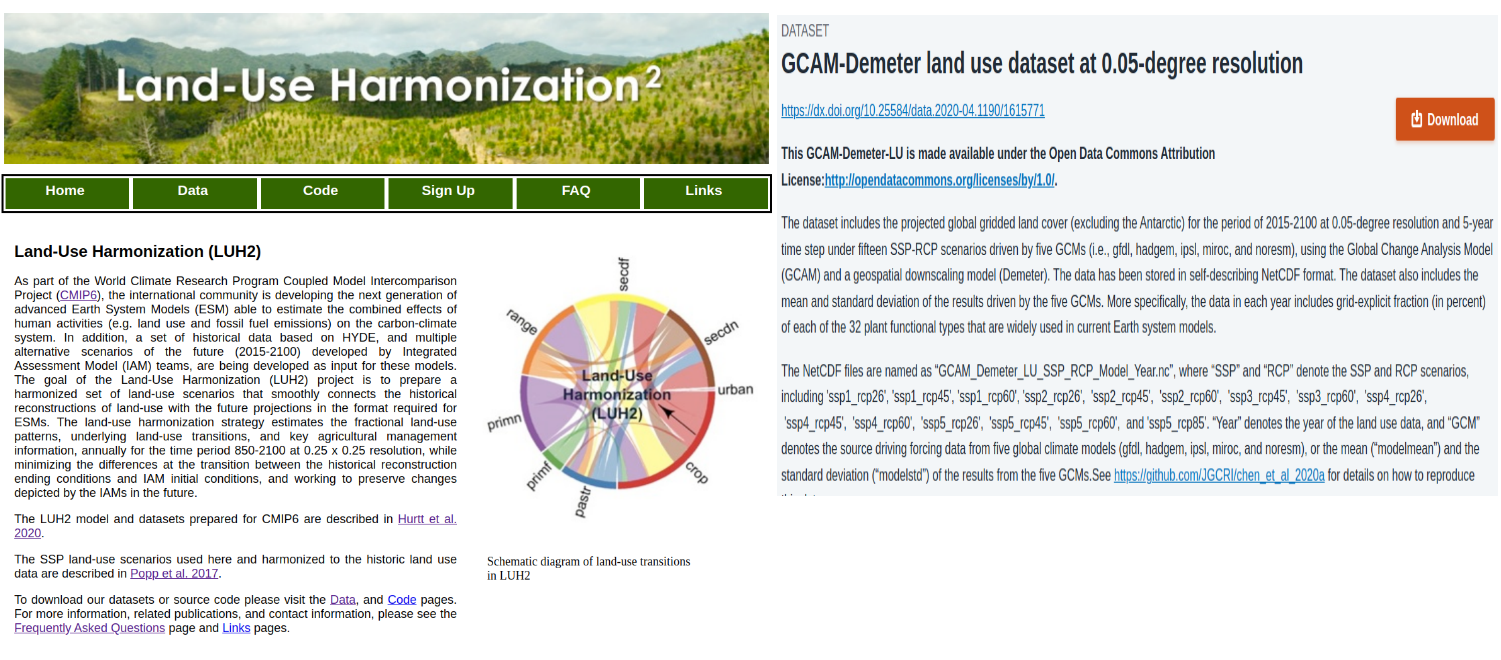 Land-Use Harmonization²
Home Data Code Sign Up FAQ Links
Land-Use Harmonization (LUH2)
As part of the World Climate Research Program Coupled Model Intercomparison
Project (CMIP6), the international community is developing the next generation of
advanced Earth System Models (ESM) able to estimate the combined effects of
human activities (e.g. land use and fossil fuel emissions) on the carbon-climate
system. In addition, a set of historical data based on HYDE, and multiple
alternative scenarios of the future (2015-2100) developed by Integrated
Assessment Model (IAM) teams, are being developed as input for these models.
The goal of the Land-Use Harmonization (LUH2) project is to prepare a
harmonized set of land-use scenarios that smoothly connects the historical
reconstructions of land-use with the future projections in the format required for
ESMs. The land-use harmonization strategy estimates the fractional land-use
patterns, underlying land-use transitions, and key agricultural management
information, annually for the time period 850-2100 at 0.25 x 0.25 resolution, while
minimizing the differences at the transition between the historical reconstruction
ending conditions and IAM initial conditions, and working to preserve changes
depicted by the IAMs in the future.
The LUH2 model and datasets prepared for CMIP6 are described in Hurtt et al.
2020.
The SSP land-use scenarios used here and harmonized to the historic land use
data are described in Popp et al. 2017.
To download our datasets or source code please visit the Data, and Code pages.
For more information, related publications, and contact information, please see the
Frequently Asked Questions page and Links pages.
secdf
secdn
urban
crop
pastr
primf
primn
range
Land-Use
Harmonization
(LUH2)
Schematic diagram of land-use transitions
in LUH2
DATASET
GCAM-Demeter land use dataset at 0.05-degree resolution
https://dx.doi.org/10.25584/data.2020-04.1190/1615771
Download
This GCAM-Demeter-LU is made available under the Open Data Commons Attribution
License:http://opendatacommons.org/licenses/by/1.0/.
The dataset includes the projected global gridded land cover (excluding the Antarctic) for the period of 2015-2100 at 0.05-degree resolution and 5-year
time step under fifteen SSP-RCP scenarios driven by five GCMs (i.e., gfdl, hadgem, ipsl, miroc, and noresm), using the Global Change Analysis Model
(GCAM) and a geospatial downscaling model (Demeter). The data has been stored in self-describing NetCDF format. The dataset also includes the
mean and standard deviation of the results driven by the five GCMs. More specifically, the data in each year includes grid-explicit fraction (in percent)
of each of the 32 plant functional types that are widely used in current Earth system models.
The NetCDF files are named as “GCAM_Demeter_LU_SSP_RCP_Model_Year.nc”, where “SSP” and “RCP” denote the SSP and RCP scenarios,
including 'ssp1_rcp26', 'ssp1_rcp45', 'ssp1_rcp60', 'ssp2_rcp26', 'ssp2_rcp45', 'ssp2_rcp60', 'ssp3_rcp45', 'ssp3_rcp60', 'ssp4_rcp26',
'ssp4_rcp45', 'ssp4_rcp60', 'ssp5_rcp26', 'ssp5_rcp45', 'ssp5_rcp60', and 'ssp5_rcp85'. “Year” denotes the year of the land use data, and “GCM”
denotes the source driving forcing data from five global climate models (gfdl, hadgem, ipsl, miroc, and noresm), or the mean (“modelmean”) and the
standard deviation (“modelstd”) of the results from the five GCMs.See https://github.com/JGCRI/chen_et_al_2020a for details on how to reproduce